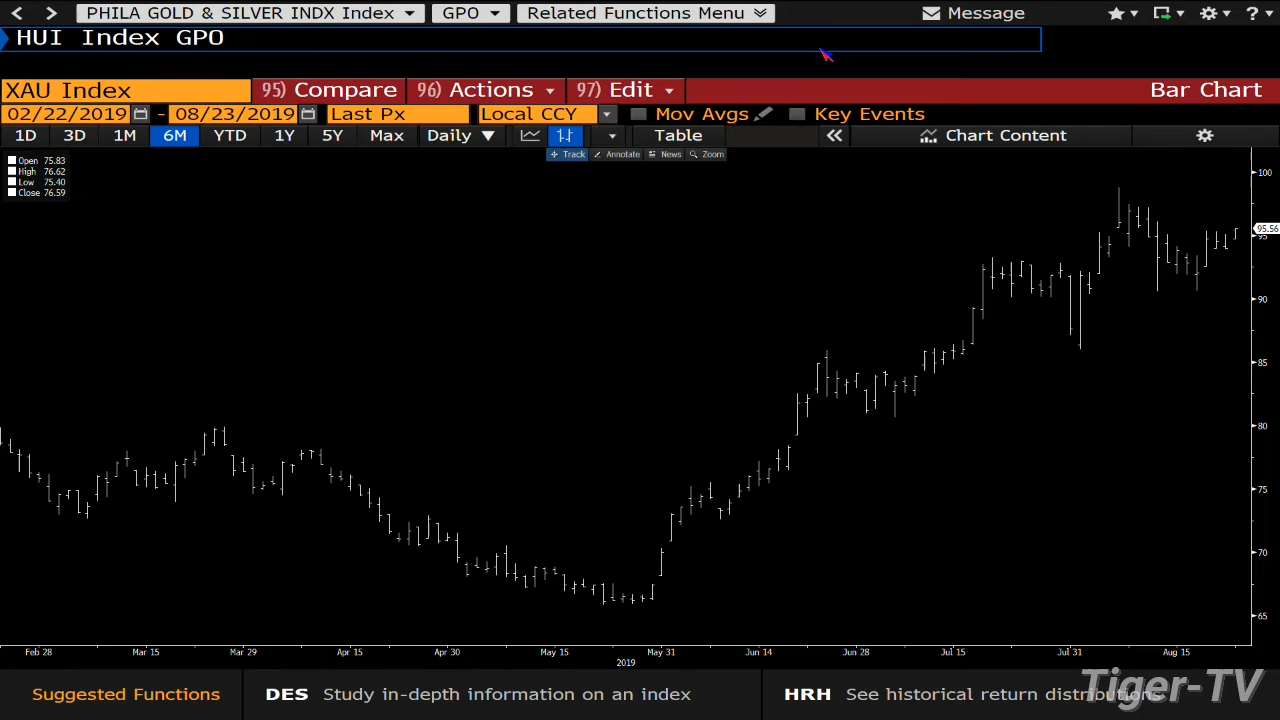 PHILA GOLD & SILVER INDX Index GPO Related Functions Menu Message ?
HUI Index GPO
XAU Index 95) Compare 96) Actions 97) Edit Bar Chart
02/22/2019 - 08/23/2019 Last Px Local CCY Mov Avgs Key Events
1D 3D 1M 6M YTD 1Y 5Y Max Daily Table Chart Content
Track Annotate News Zoom
Open 75.83
High 76.62
Low 75.40
Close 76.59
100
95.56
95
90
85
80
75
70
65
Feb 28 Mar 15 Mar 29 Apr 15 Apr 30 May 15 May 31 Jun 14 Jun 28 Jul 15 Jul 31 Aug 15
2019
Suggested Functions DES Study in-depth information on an index HRH See historical return distributions
Tiger-TV